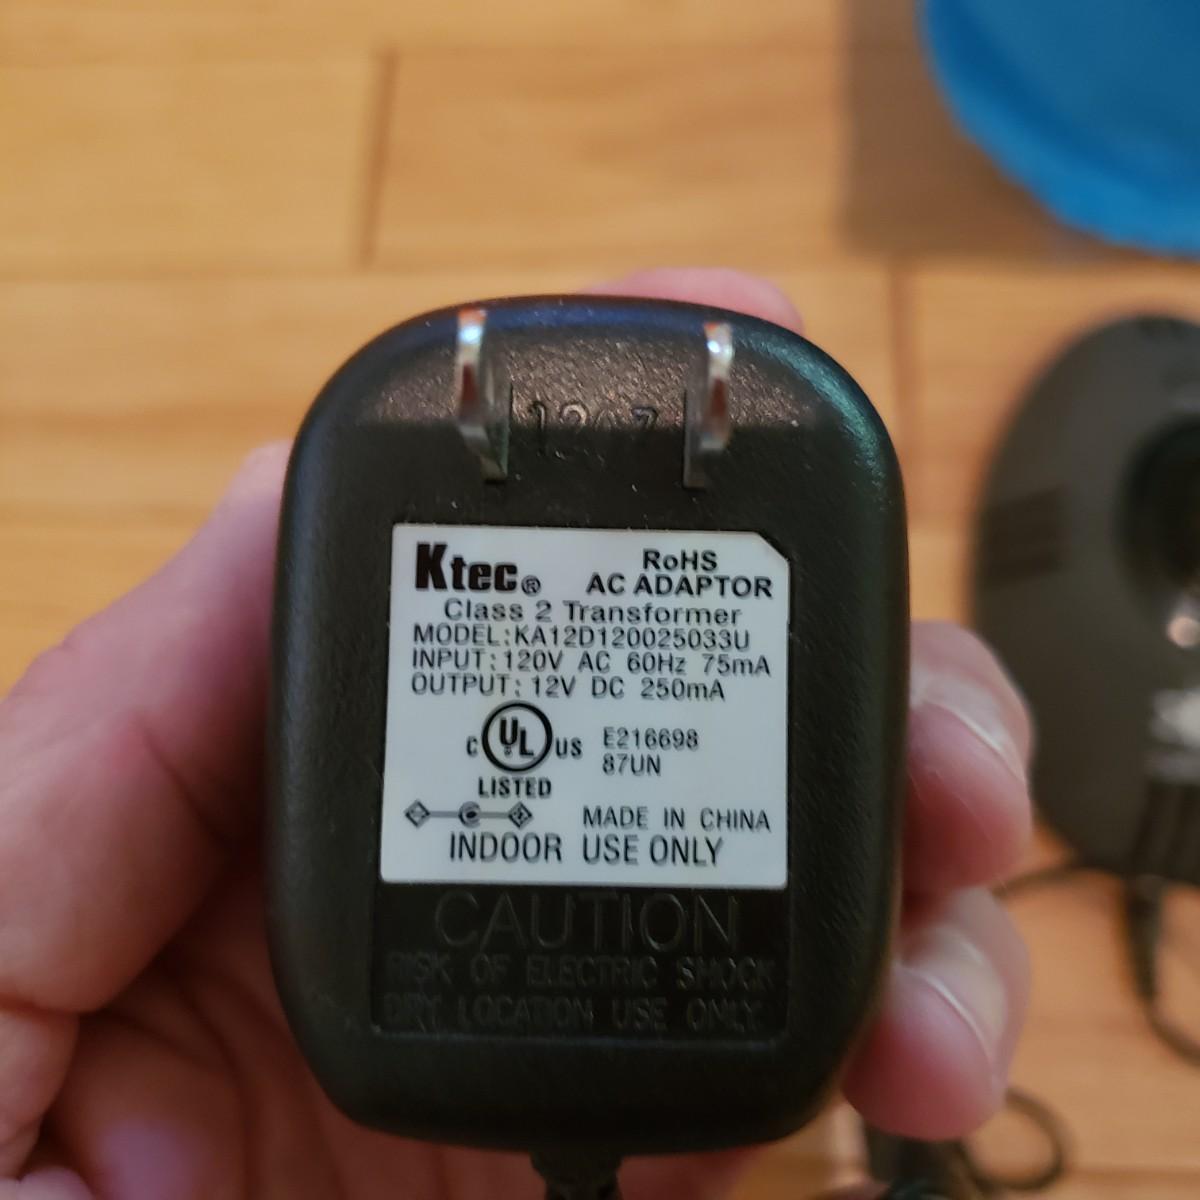 1207
Ktec®
RoHS
AC ADAPTOR
Class 2 Transformer
MODEL:KA12D120025033U
INPUT:120V AC 60Hz 75mA
OUTPUT:12V DC 250mA
C UL US
LISTED
E216698
87UN
MADE IN CHINA
INDOOR USE ONLY
CAUTION
RISK OF ELECTRIC SHOCK
DRY LOCATION USE ONLY.